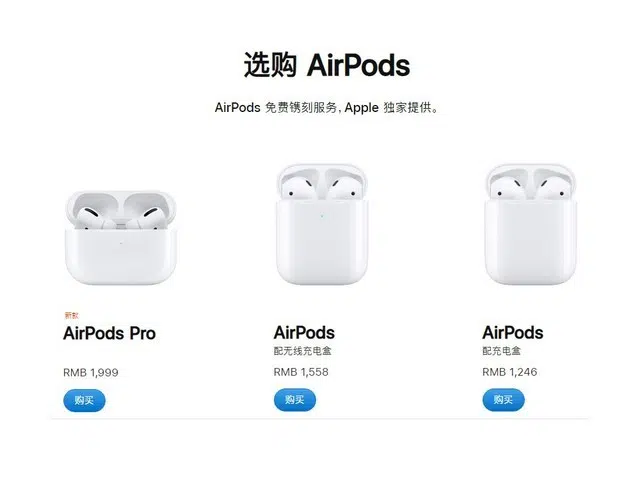 选购 AirPods
AirPods 免费镌刻服务, Apple 独家提供。
新款
AirPods Pro
RMB 1,999
购买
AirPods
配无线充电盒
RMB 1,558
购买
AirPods
配充电盒
RMB 1,246
购买